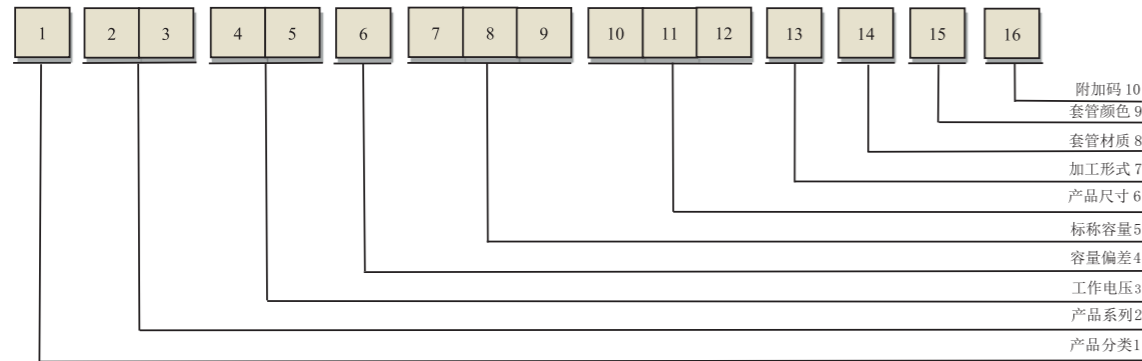 1 2 3 4 5 6 7 8 9 10 11 12 13 14 15 16
附加码 10
套管颜色 9
套管材质 8
加工形式 7
产品尺寸 6
标称容量5
容量偏差4
工作电压3
产品系列2
产品分类1